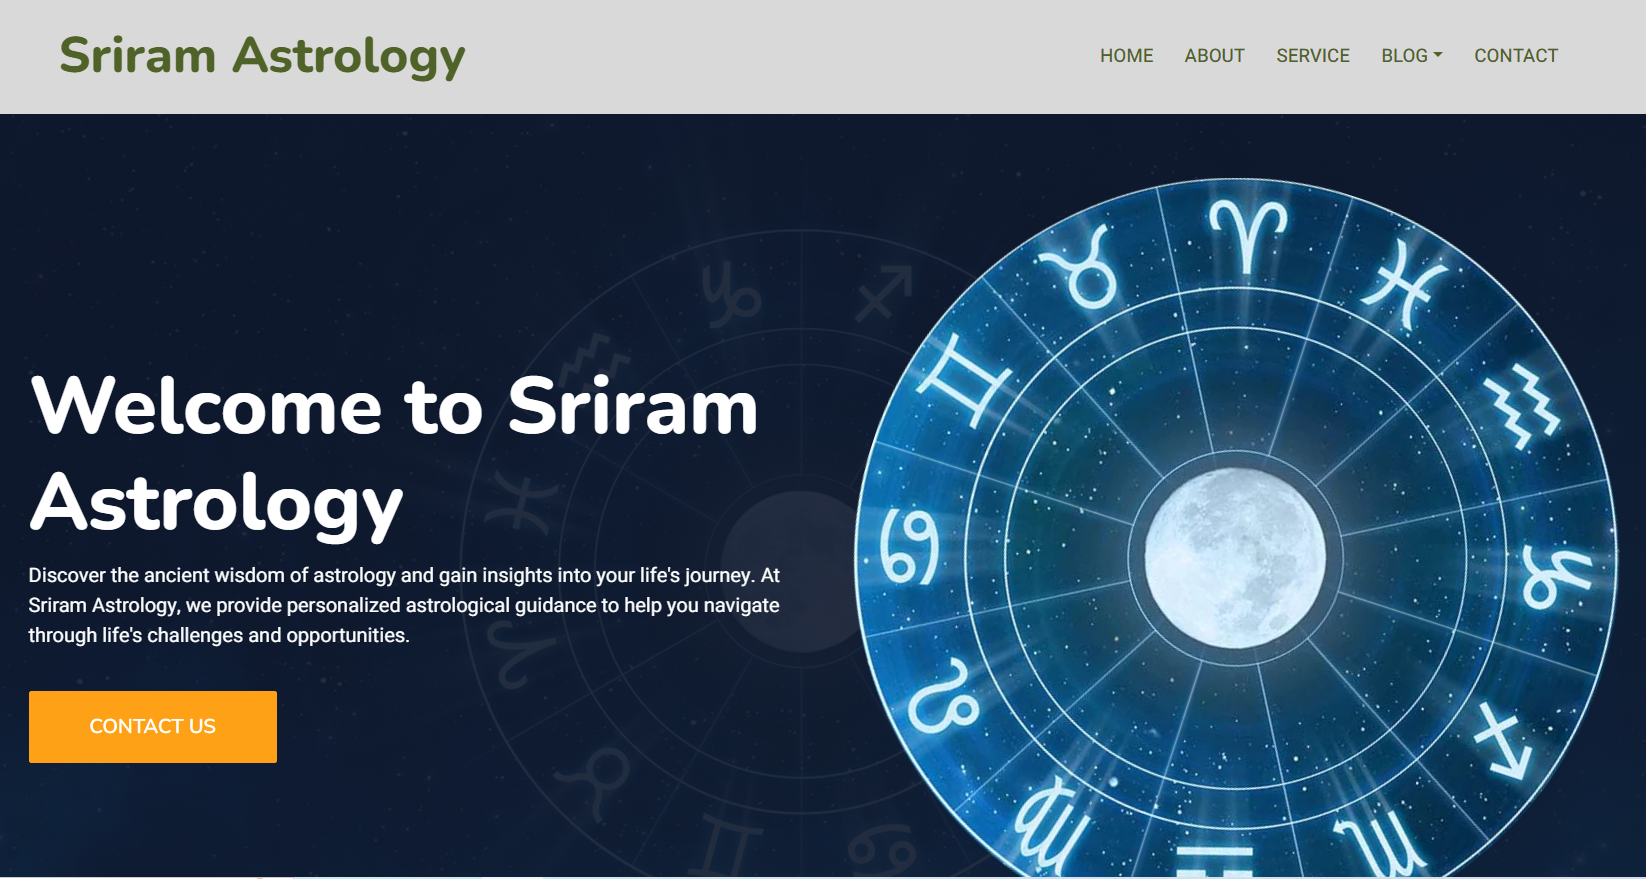 Sriram Astrology
HOME ABOUT SERVICE BLOG CONTACT
Welcome to Sriram
Astrology
Discover the ancient wisdom of astrology and gain insights into your life's journey. At
Sriram Astrology, we provide personalized astrological guidance to help you navigate
through life's challenges and opportunities.
CONTACT US